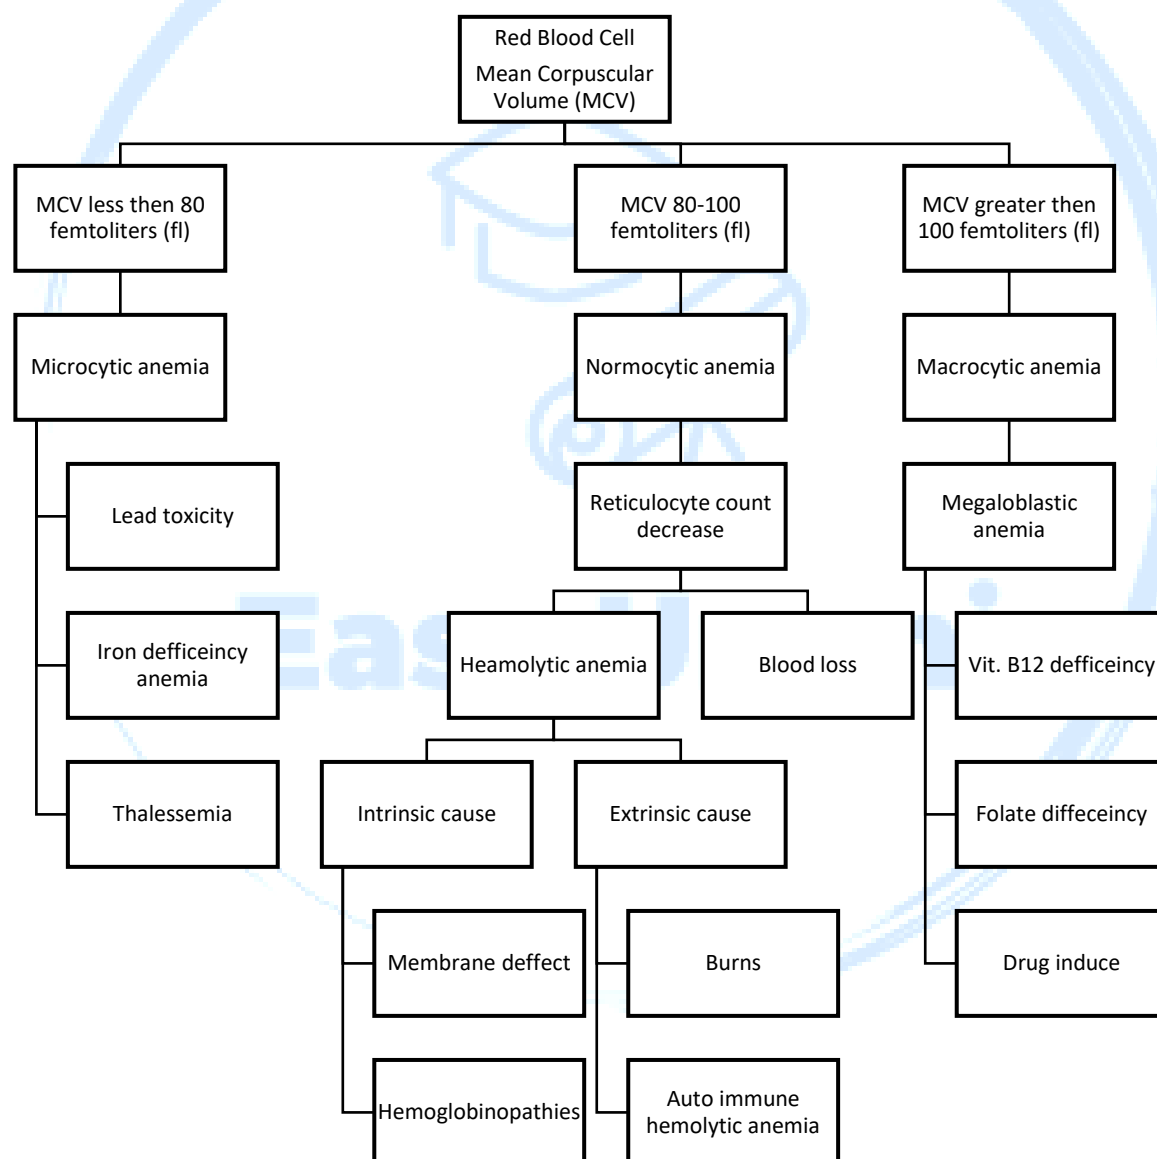 Red Blood Cell
Mean Corpuscular
Volume (MCV)
MCV less then 80
femtoliters (fl)
MCV 80-100
femtoliters (fl)
MCV greater then
100 femtoliters (fl)
Microcytic anemia
Normocytic anemia
Macrocytic anemia
Lead toxicity
Reticulocyte count
decrease
Megaloblastic
anemia
Iron defficeincy
anemia
Heamolytic anemia
Blood loss
Vit. B12 defficeincy
Thalessemia
Intrinsic cause
Extrinsic cause
Folate diffeceincy
Membrane deffect
Burns
Drug induce
Hemoglobinopathies
Auto immune
hemolytic anemia